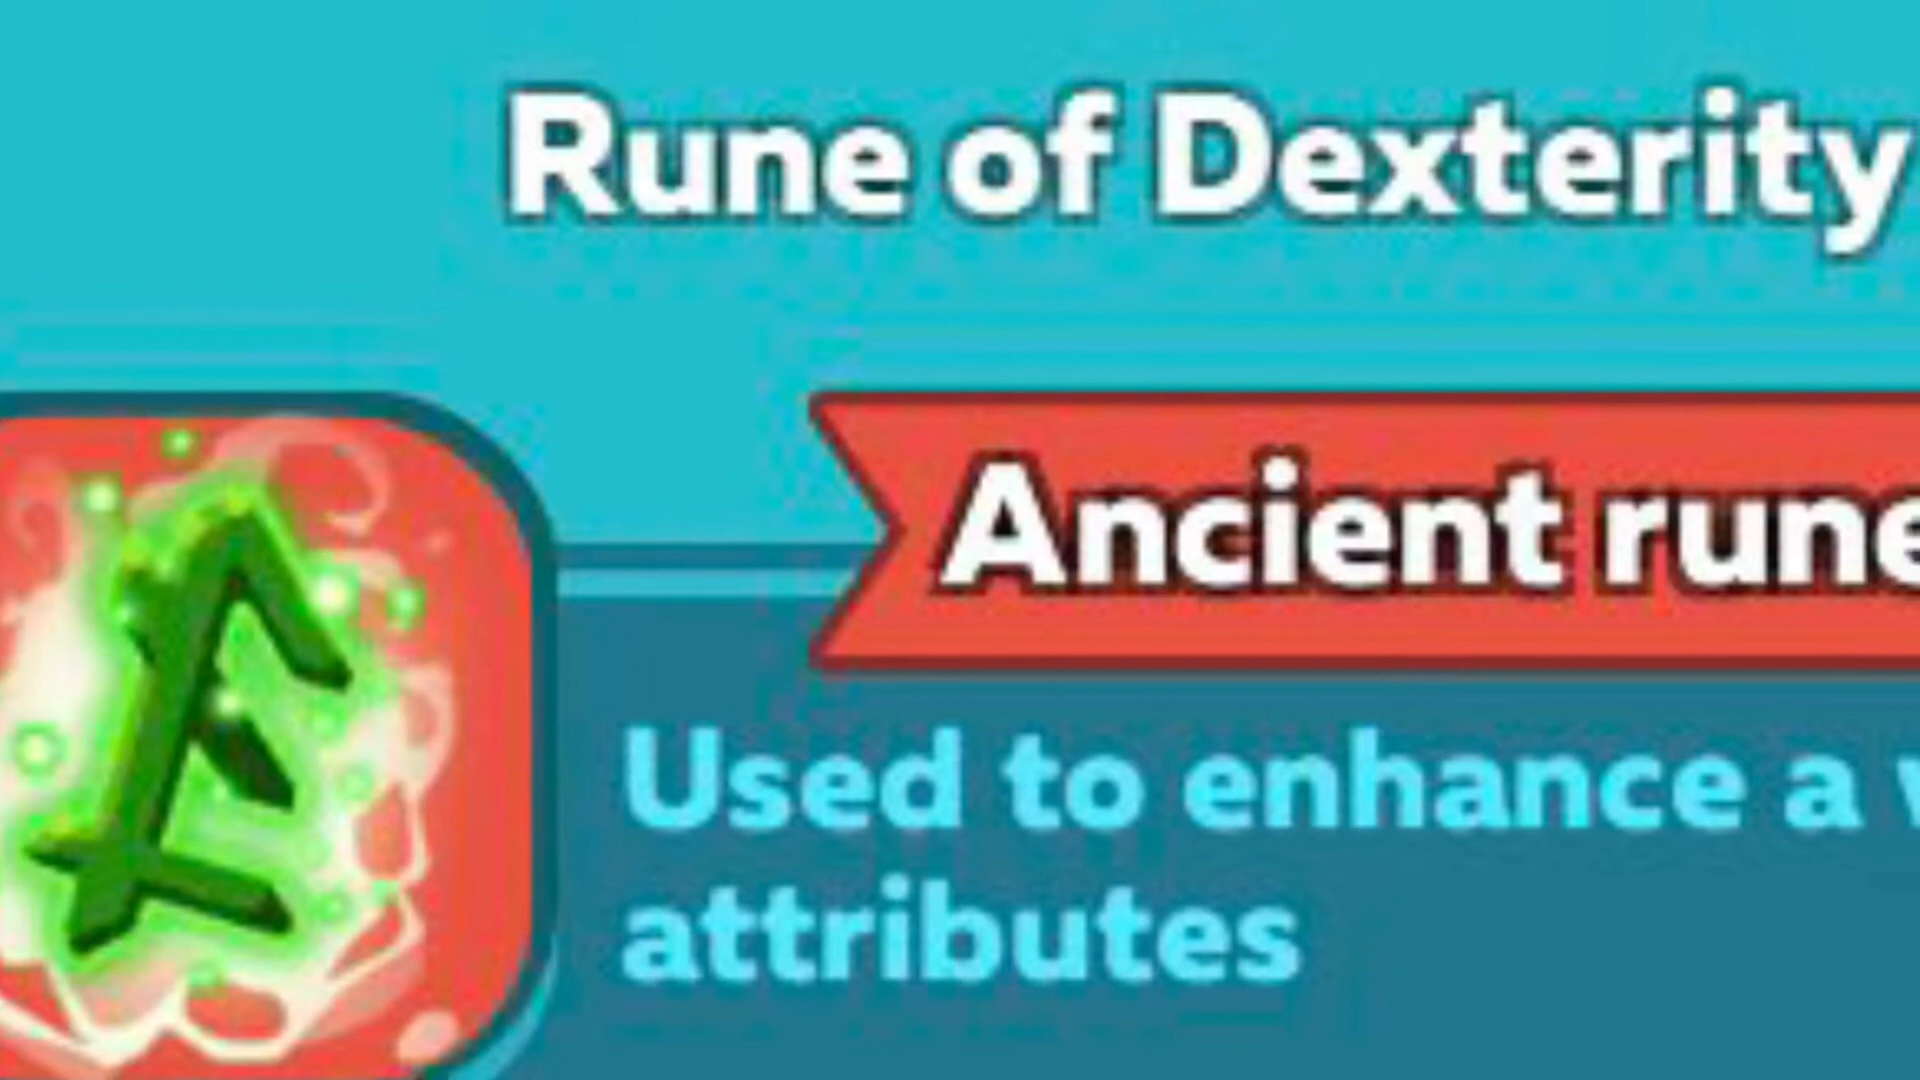 Rune of Dexterity
Ancient rune
Used to enhance a
attributes